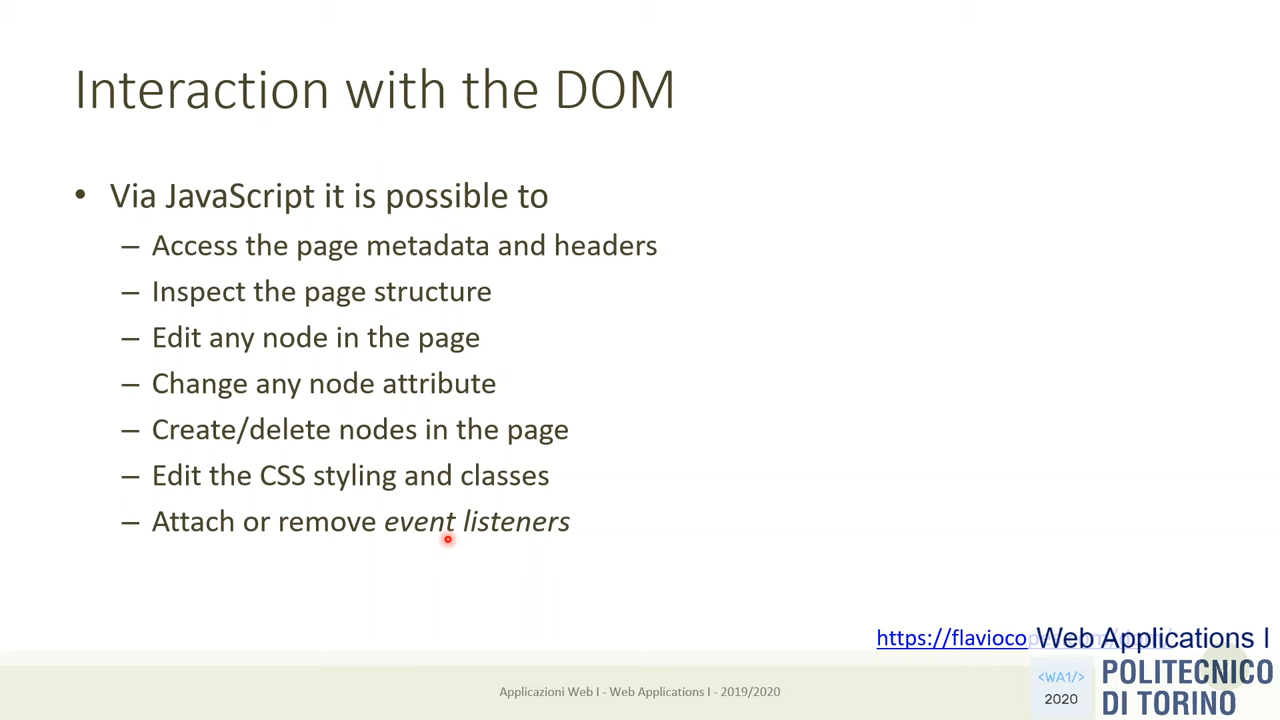 Interaction with the DOM
• Via JavaScript it is possible to
– Access the page metadata and headers
– Inspect the page structure
– Edit any node in the page
– Change any node attribute
– Create/delete nodes in the page
– Edit the CSS styling and classes
– Attach or remove event listeners
https://flavioco
Web Applications I
<WA1/>
2020
POLITECNICO
DI TORINO
Applicazioni Web I - Web Applications I - 2019/2020